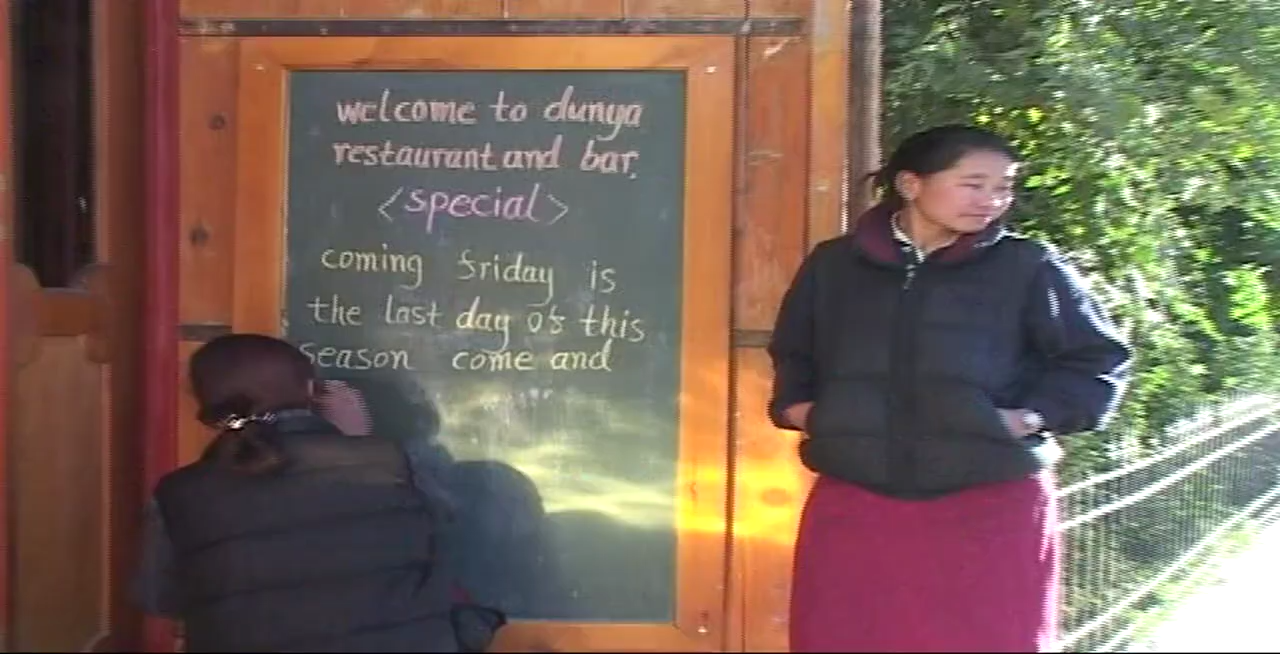 welcome to dunya
restaurant and bar.
<special>
coming friday is
the last day of this
season come and